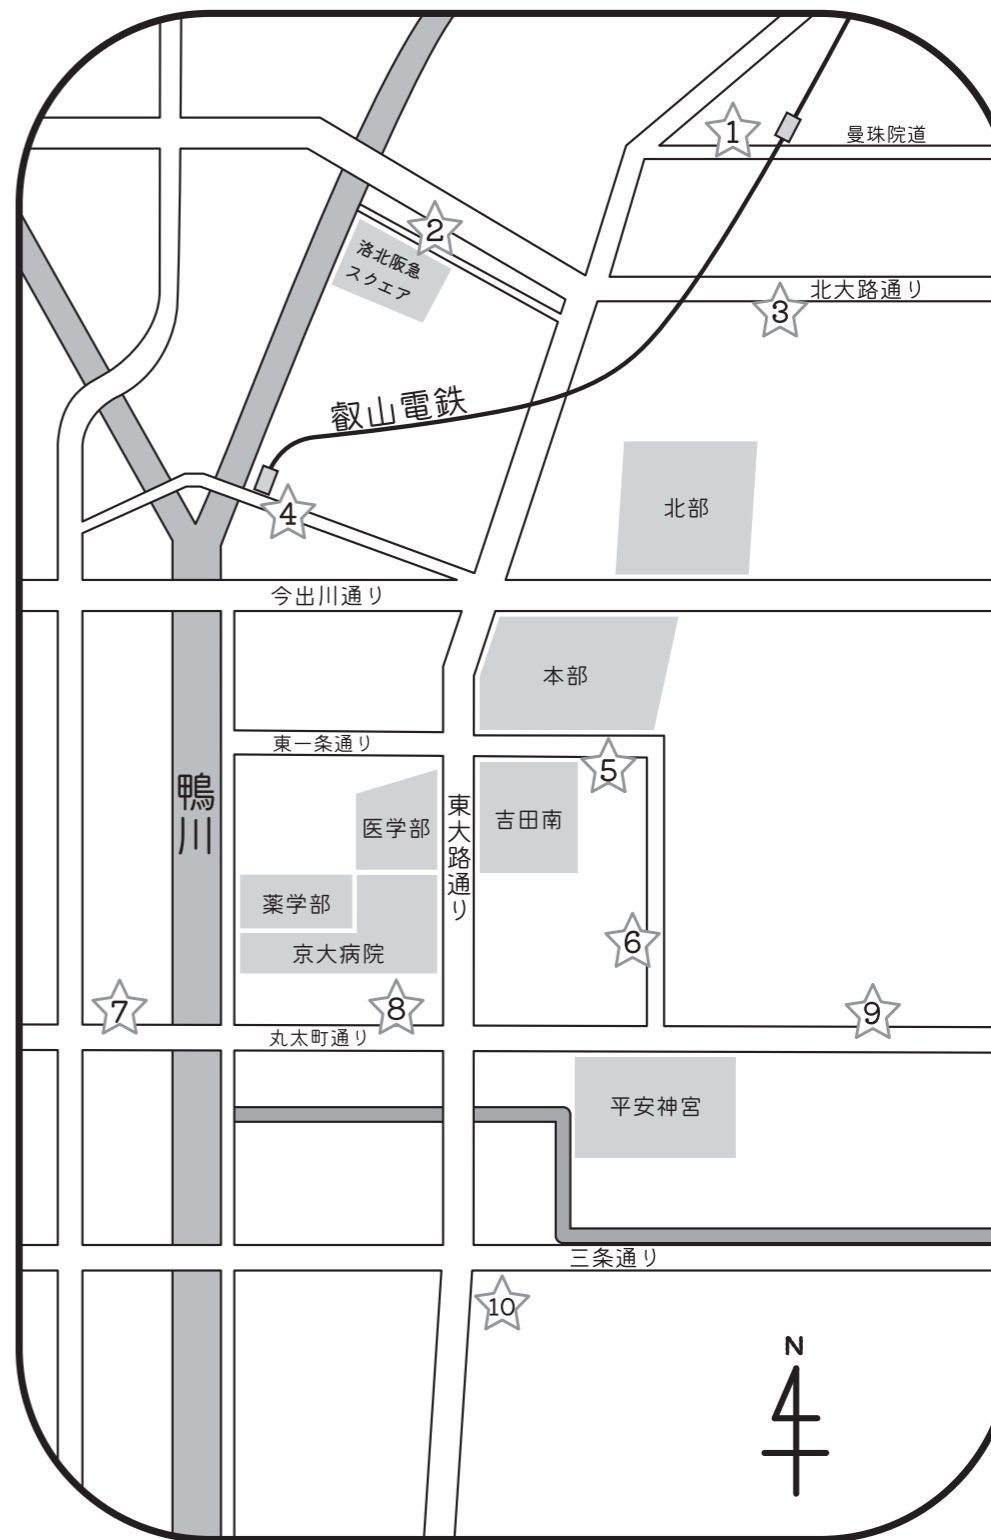 1
曼珠院道
2
洛北阪急
スクエア
北大路通り
3
叡山電鉄
4
北部
今出川通り
本部
東一条通り
5
鴨川
医学部
東大路通り
吉田南
薬学部
6
京大病院
7
8
9
丸太町通り
平安神宮
三条通り
10
N